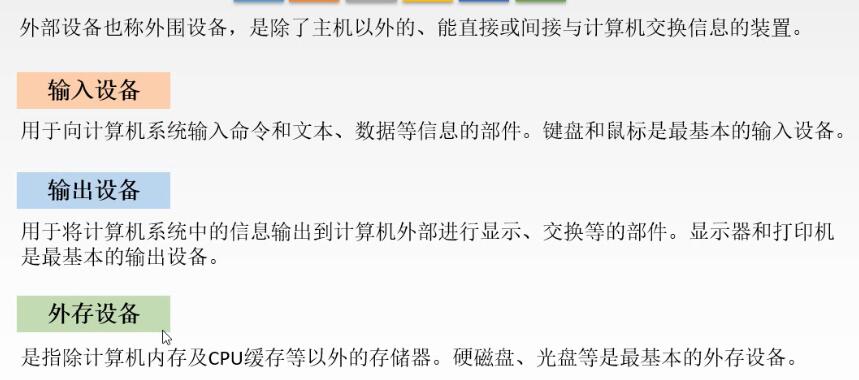 外部设备也称外围设备，是除了主机以外的、能直接或间接与计算机交换信息的装置。
输入设备
用于向计算机系统输入命令和文本、数据等信息的部件。键盘和鼠标是最基本的输入设备。
输出设备
用于将计算机系统中的信息输出到计算机外部进行显示、交换等的部件。显示器和打印机
是最基本的输出设备。
外存设备
是指除计算机内存及CPU缓存等以外的存储器。硬磁盘、光盘等是最基本的外存设备。